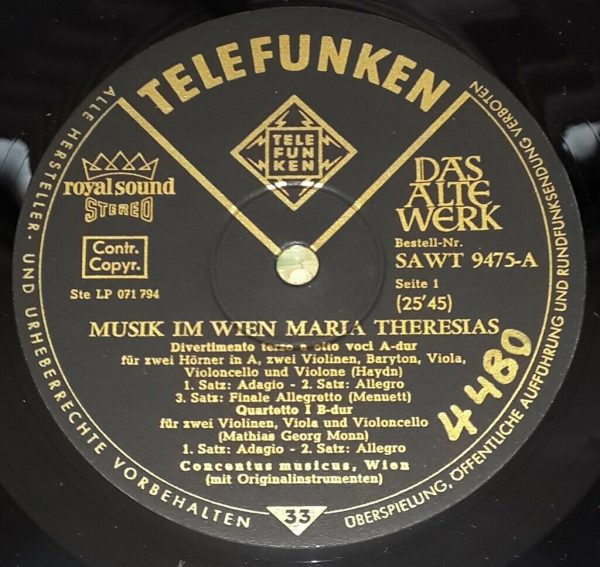 TELEFUNKEN
TELE
FUN
KEN
royal sound
STEREO
DAS
ALTE
WERK
Contr.
Copyr.
Bestell-Nr.
SAWT 9475-A
Ste LP 071 794
Seite 1
(25'45)
MUSIK IM WIEN MARIA THERESIAS
Divertimento terzo a otto voci A-dur
für zwei Hörner in A, zwei Violinen, Baryton, Viola,
Violoncello und Violone (Haydn)
1. Satz: Adagio - 2. Satz: Allegro
3. Satz: Finale Allegretto (Menuett)
Quartetto I B-dur
für zwei Violinen, Viola und Violoncello
(Mathias Georg Monn)
1. Satz: Adagio - 2. Satz: Allegro
Concentus musicus, Wien
(mit Originalinstrumenten)
4480
33
ALLE HERSTELLER- UND URHEBERRECHTE VORBEHALTEN
ÜBERSPIELUNG, ÖFFENTLICHE AUFFÜHRUNG UND RUNDFUNKSENDUNG VERBOTEN